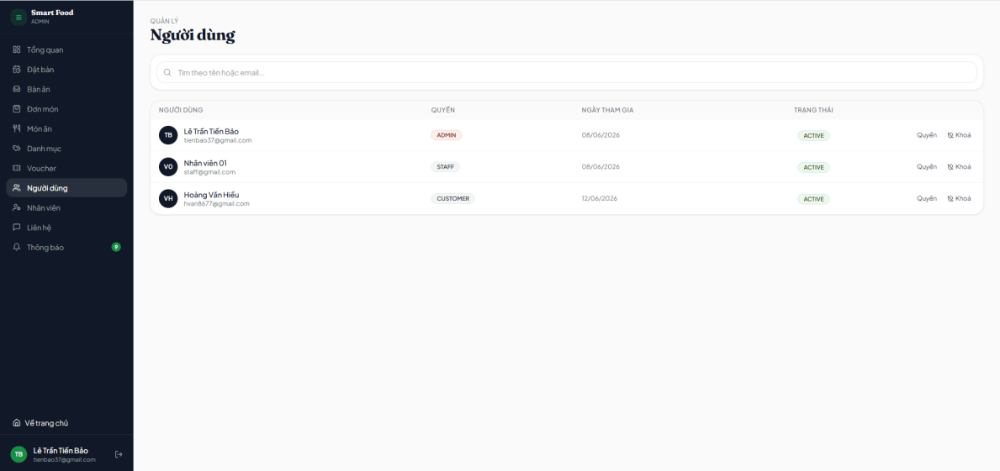 Smart Food
ADMIN
Tổng quan
Đặt bàn
Bàn ăn
Đơn món
Món ăn
Danh mục
Voucher
Người dùng
Nhân viên
Liên hệ
Thông báo 9
Về trang chủ
TB Lê Trần Tiến Bảo
tienbao37@gmail.com
QUẢN LÝ
Người dùng
Tìm theo tên hoặc email...
NGƯỜI DÙNG QUYỀN NGÀY THAM GIA TRẠNG THÁI
TB Lê Trần Tiến Bảo ADMIN 08/06/2026 ACTIVE Quyền Khoá
tienbao37@gmail.com
V0 Nhân viên 01 STAFF 08/06/2026 ACTIVE Quyền Khoá
staff@gmail.com
VH Hoàng Văn Hiếu CUSTOMER 12/06/2026 ACTIVE Quyền Khoá
hvan8677@gmail.com